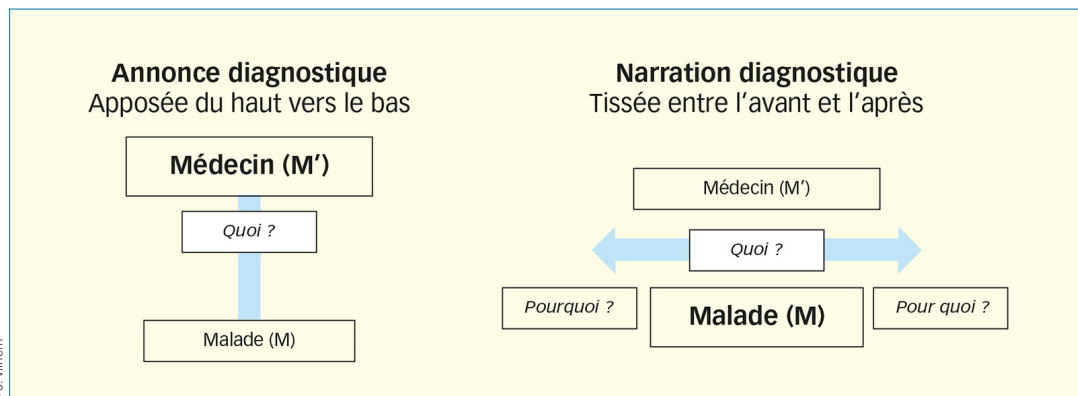 Annonce diagnostique
Apposée du haut vers le bas
Médecin (M’)
Quoi ?
Malade (M)
Narration diagnostique
Tissée entre l’avant et l’après
Médecin (M’)
Quoi ?
Pourquoi ?
Malade (M)
Pour quoi ?